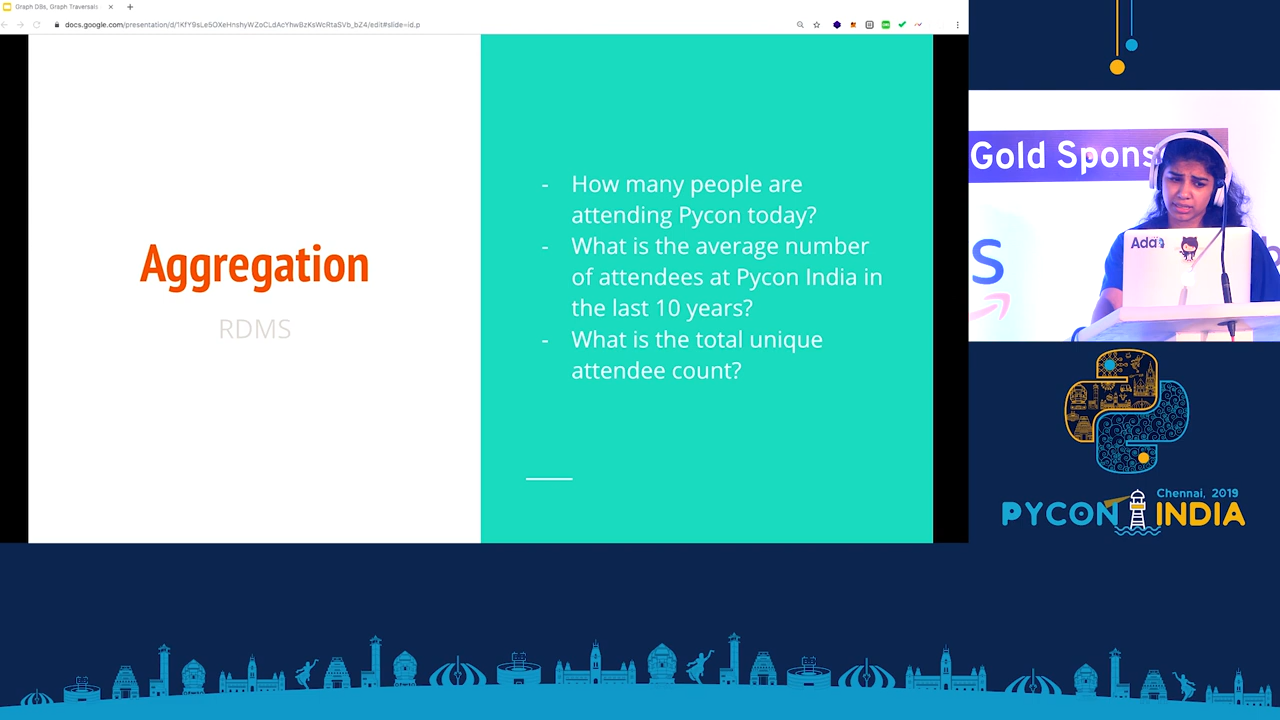 Graph DBs, Graph Traversals
docs.google.com/presentation/d/1KfY9sLe5OXeHnshyWZoCLdAcYhwBzKsWcRtaSVb_bZ4/edit#slide=id.p
Aggregation
RDMS
- How many people are
attending Pycon today?
- What is the average number
of attendees at Pycon India in
the last 10 years?
- What is the total unique
attendee count?
Gold Spons
S
Ada
Chennai, 2019
PYCON INDIA